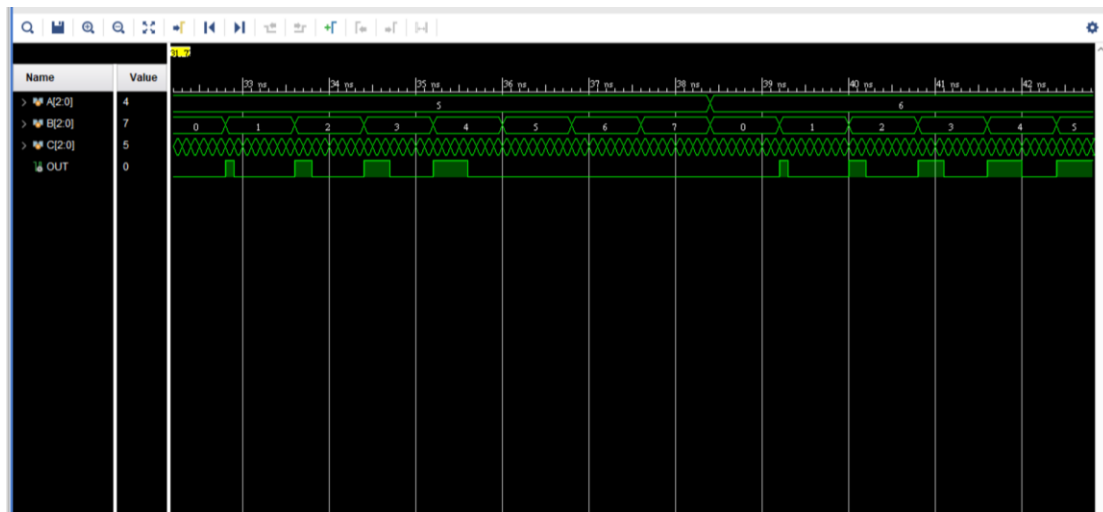 31.7
Name Value 33 ns 34 ns 35 ns 36 ns 37 ns 38 ns 39 ns 40 ns 41 ns 42 ns
A[2:0] 4 5 6
B[2:0] 7 0 1 2 3 4 5 6 7 0 1 2 3 4 5
C[2:0] 5
OUT 0